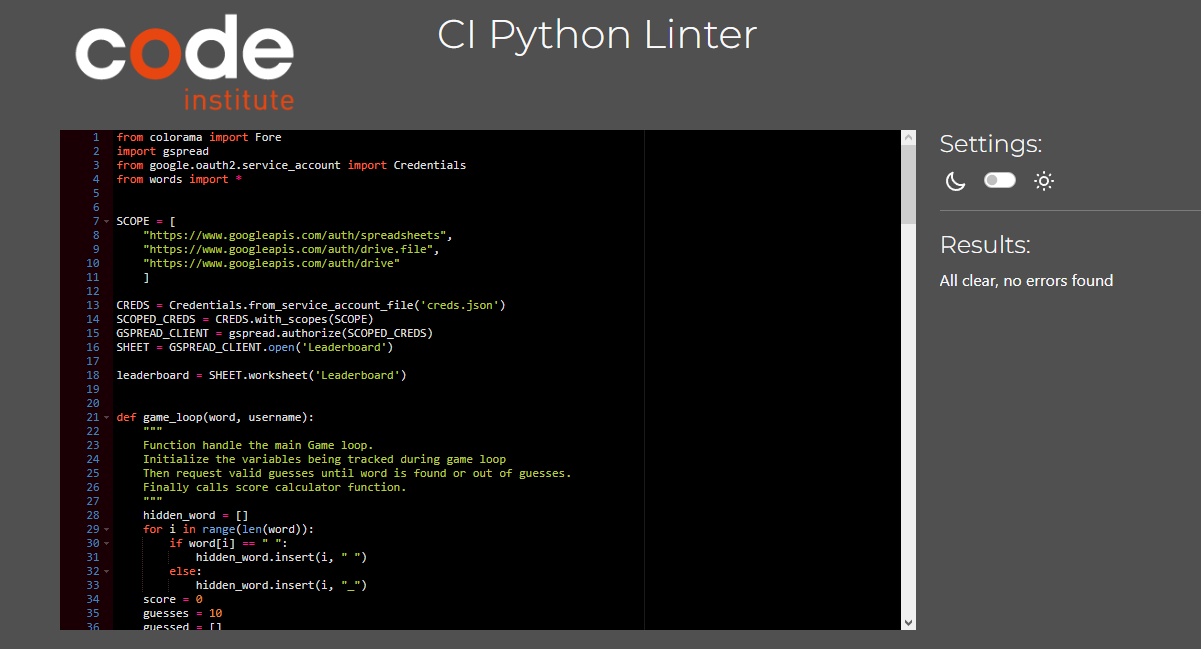 code
institute
CI Python Linter
1 from colorama import Fore
2 import gspread
3 from google.oauth2.service_account import Credentials
4 from words import *
5
6
7 SCOPE = [
8     "https://www.googleapis.com/auth/spreadsheets",
9     "https://www.googleapis.com/auth/drive.file",
10     "https://www.googleapis.com/auth/drive"
11     ]
12
13 CREDS = Credentials.from_service_account_file('creds.json')
14 SCOPED_CREDS = CREDS.with_scopes(SCOPE)
15 GSPREAD_CLIENT = gspread.authorize(SCOPED_CREDS)
16 SHEET = GSPREAD_CLIENT.open('Leaderboard')
17
18 leaderboard = SHEET.worksheet('Leaderboard')
19
20
21 def game_loop(word, username):
22     """
23     Function handle the main Game loop.
24     Initialize the variables being tracked during game loop
25     Then request valid guesses until word is found or out of guesses.
26     Finally calls score calculator function.
27     """
28     hidden_word = []
29     for i in range(len(word)):
30         if word[i] == " ":
31             hidden_word.insert(i, " ")
32         else:
33             hidden_word.insert(i, "_")
34     score = 0
35     guesses = 10
36     guessed = []
Settings:
Results:
All clear, no errors found